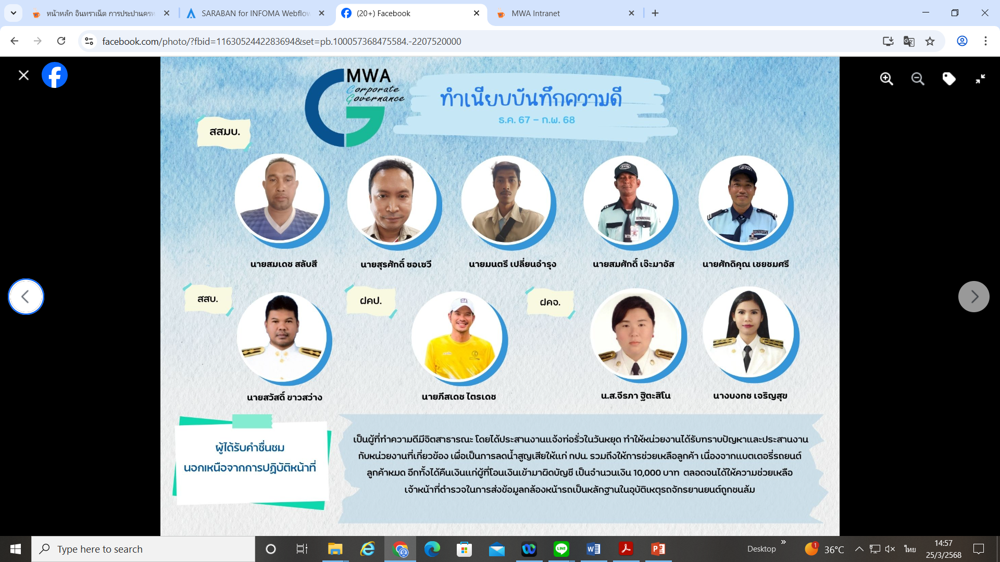 หน้าหลัก อินทราเน็ต การประปานคร
SARABAN for INFOMA Webflow
(20+) Facebook
MWA Intranet
facebook.com/photo/?fbid=1163052442283694&set=pb.100057368475584.-2207520000
MWA
Corporate
Governance
ทำเนียบบันทึกความดี
ธ.ค. 67 – ก.พ. 68
สสมบ.
นายสมเดช สลับสี
นายสุรศักดิ์ ซอเซวี
นายมนตรี เปลี่ยนอำรุง
นายสมศักดิ์ เจ๊ะมาอัส
นายศักดิคุณ เชยชมศรี
สสบ.
ฝคป.
ฝคจ.
นายสวัสดิ์ ขาวสว่าง
นายภีสเดช ไตรเดช
น.ส.จีรภา ฐิตะสิโน
นางบงกช เจริญสุข
ผู้ได้รับคำชื่นชม
นอกเหนือจากการปฏิบัติหน้าที่
เป็นผู้ที่ทำความดีมีจิตสาธารณะ โดยได้ประสานงานแจ้งท่อรั่วในวันหยุด ทำให้หน่วยงานได้รับทราบปัญหาและประสานงาน
กับหน่วยงานที่เกี่ยวข้อง เพื่อเป็นการลดน้ำสูญเสียให้แก่ กปน. รวมถึงให้การช่วยเหลือลูกค้า เนื่องจากแบตเตอรี่รถยนต์
ลูกค้าหมด อีกทั้งได้คืนเงินแก่ผู้ที่โอนเงินเข้ามาผิดบัญชี เป็นจำนวนเงิน 10,000 บาท ตลอดจนได้ให้ความช่วยเหลือ
เจ้าหน้าที่ตำรวจในการส่งข้อมูลกล้องหน้ารถเป็นหลักฐานในอุบัติเหตุรถจักรยานยนต์ถูกชนล้ม
Type here to search
Desktop
1
36°C
ไทย
14:57
25/3/2568